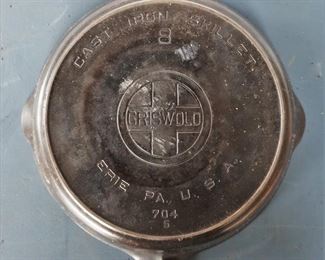 CAST IRON SKILLET
8
GRISWOLD
ERIE PA., U.S.A.
704